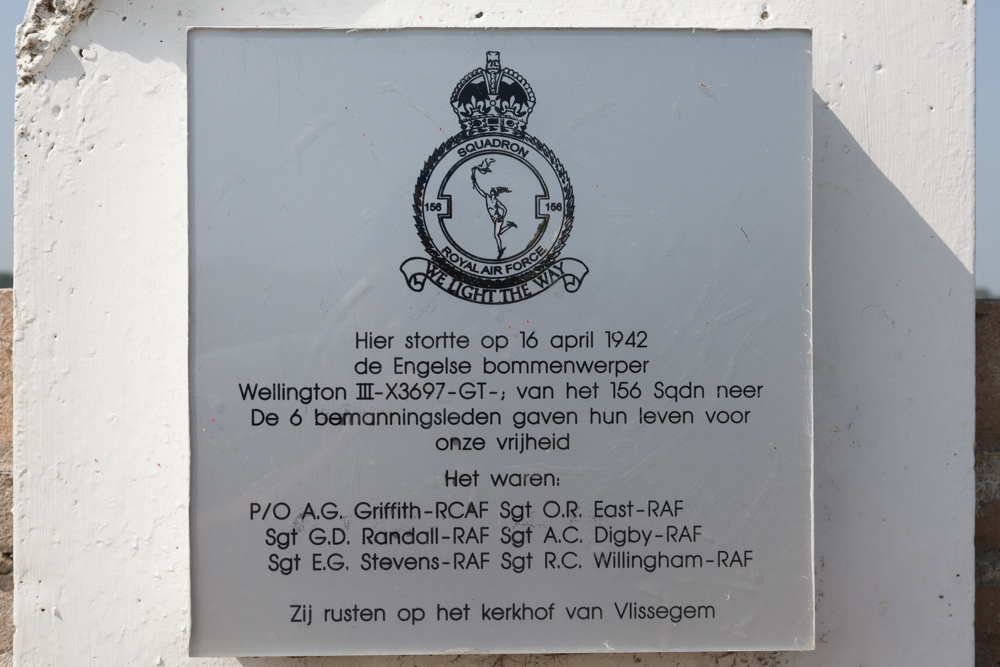 SQUADRON
156 156
ROYAL AIR FORCE
WE LIGHT THE WAY
Hier stortte op 16 april 1942
de Engelse bommenwerper
Wellington III-X3697-GT-; van het 156 Sqdn neer
De 6 bemanningsleden gaven hun leven voor
onze vrijheid
Het waren:
P/O A.G. Griffith-RCAF Sgt O.R. East-RAF
Sgt G.D. Randall-RAF Sgt A.C. Digby-RAF
Sgt E.G. Stevens-RAF Sgt R.C. Willingham-RAF
Zij rusten op het kerkhof van Vlissegem